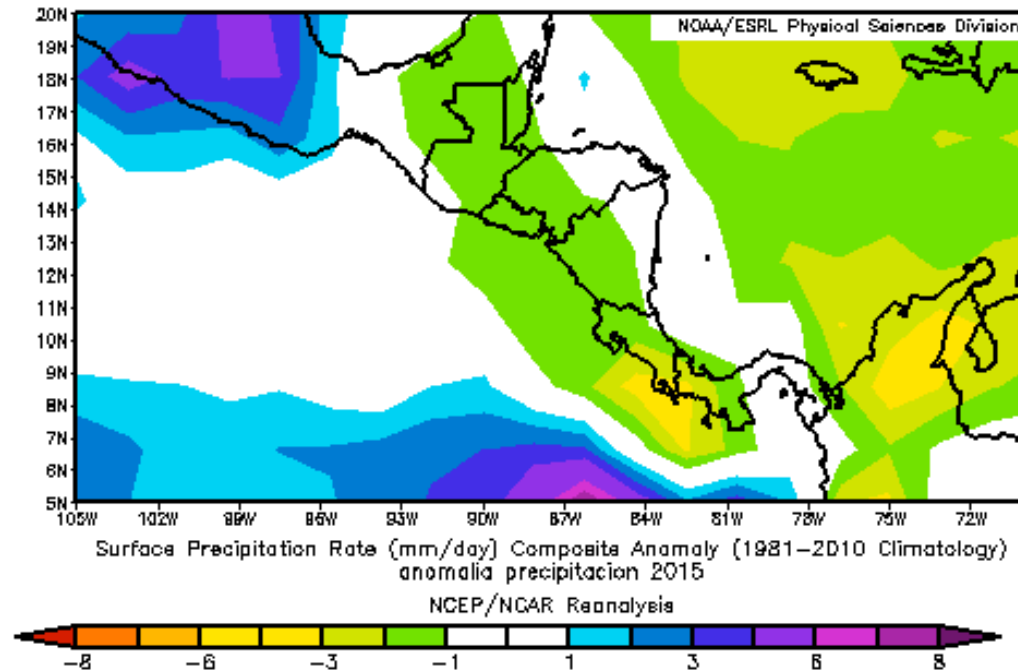 NOAA/ESRL Physical Sciences Division
20N
19N
18N
17N
16N
15N
14N
13N
12N
11N
10N
9N
8N
7N
6N
5N
105W 102W 99W 96W 93W 90W 87W 84W 81W 78W 75W 72W
Surface Precipitation Rate (mm/day) Composite Anomaly (1981-2010 Climatology)
anomalia precipitacion 2015
NCEP/NCAR Reanalysis
-8 -6 -3 -1 1 3 6 8